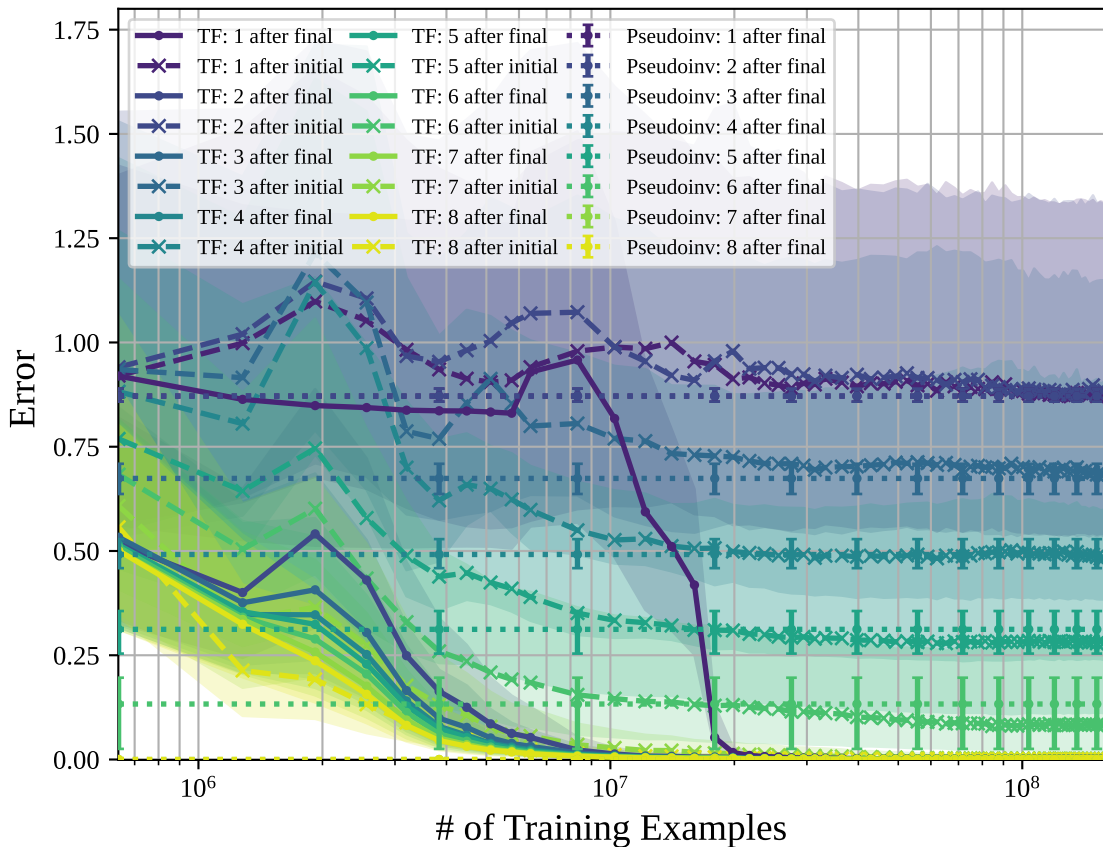 1.75
1.50
1.25
1.00
0.75
0.50
0.25
0.00
Error
TF: 1 after final
TF: 1 after initial
TF: 2 after final
TF: 2 after initial
TF: 3 after final
TF: 3 after initial
TF: 4 after final
TF: 4 after initial
TF: 5 after final
TF: 5 after initial
TF: 6 after final
TF: 6 after initial
TF: 7 after final
TF: 7 after initial
TF: 8 after final
TF: 8 after initial
Pseudoinv: 1 after final
Pseudoinv: 2 after final
Pseudoinv: 3 after final
Pseudoinv: 4 after final
Pseudoinv: 5 after final
Pseudoinv: 6 after final
Pseudoinv: 7 after final
Pseudoinv: 8 after final
10⁶ 10⁷ 10⁸
# of Training Examples